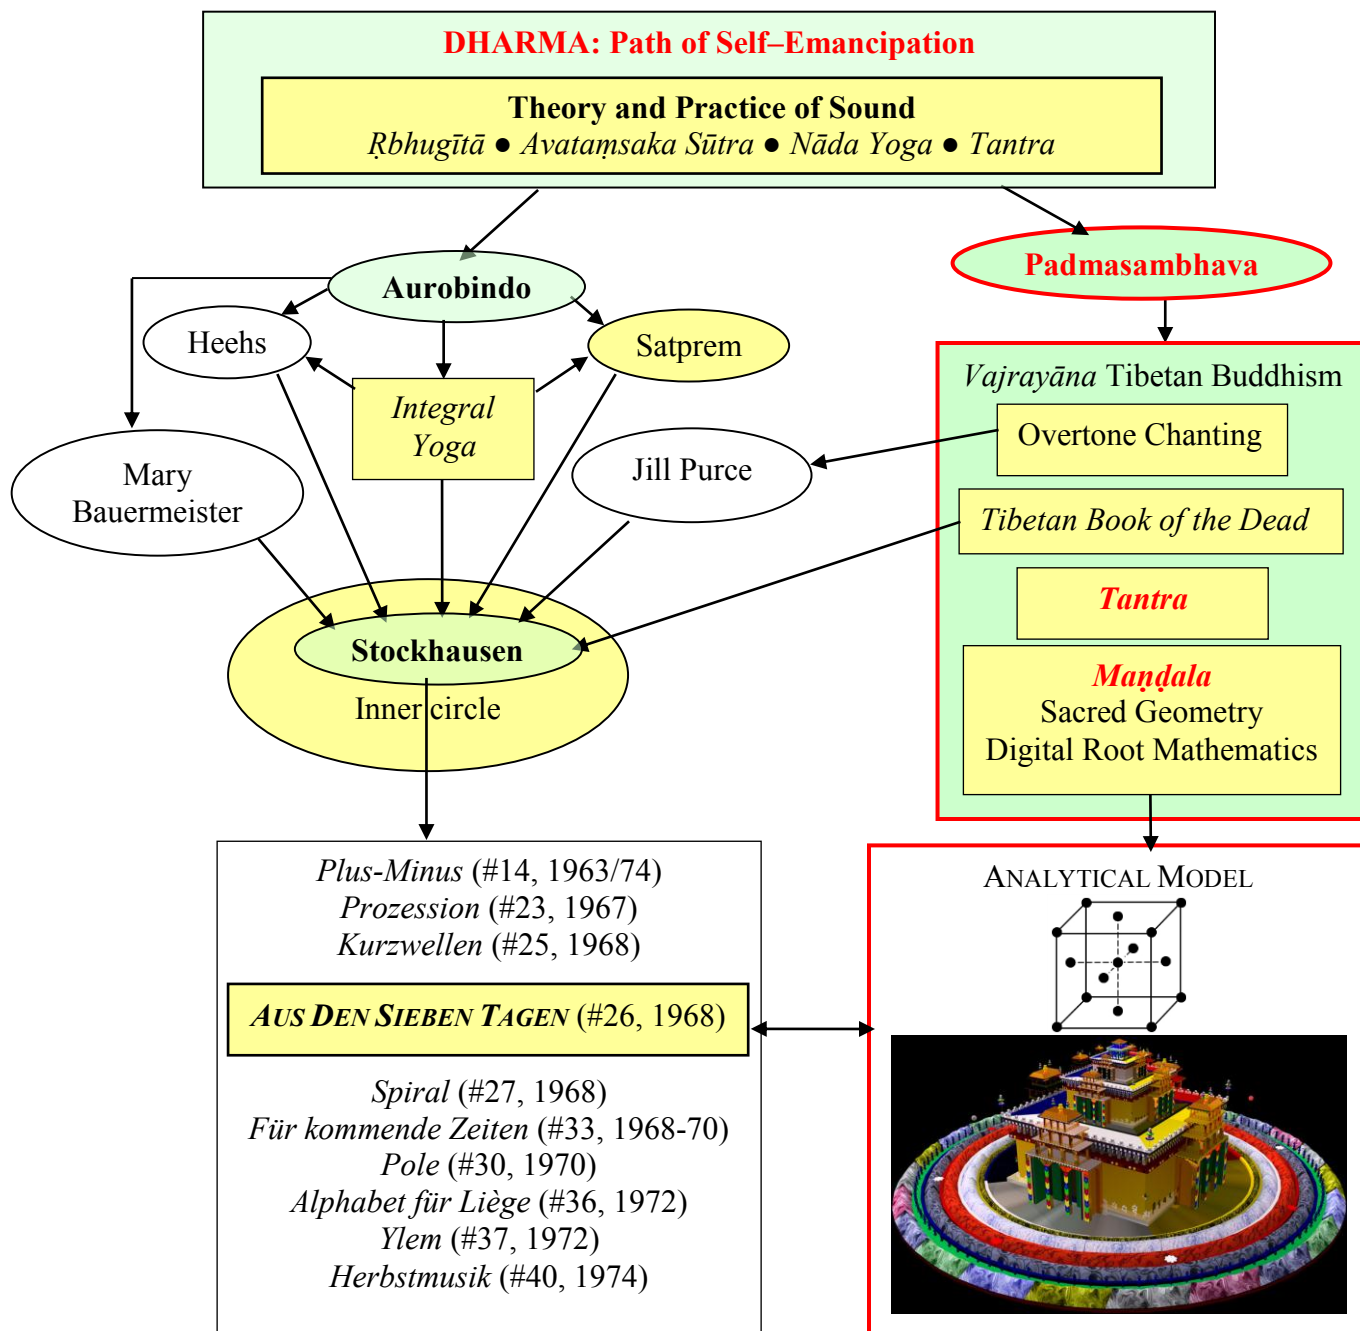 DHARMA: Path of Self–Emancipation
Theory and Practice of Sound
Ṛbhugītā ● Avataṃsaka Sūtra ● Nāda Yoga ● Tantra
Aurobindo
Padmasambhava
Heehs
Satprem
Integral
Yoga
Mary
Bauermeister
Jill Purce
Vajrayāna Tibetan Buddhism
Overtone Chanting
Tibetan Book of the Dead
Tantra
Maṇḍala
Sacred Geometry
Digital Root Mathematics
Stockhausen
Inner circle
Plus-Minus (#14, 1963/74)
Prozession (#23, 1967)
Kurzwellen (#25, 1968)
AUS DEN SIEBEN TAGEN (#26, 1968)
Spiral (#27, 1968)
Für kommende Zeiten (#33, 1968-70)
Pole (#30, 1970)
Alphabet für Liège (#36, 1972)
Ylem (#37, 1972)
Herbstmusik (#40, 1974)
ANALYTICAL MODEL